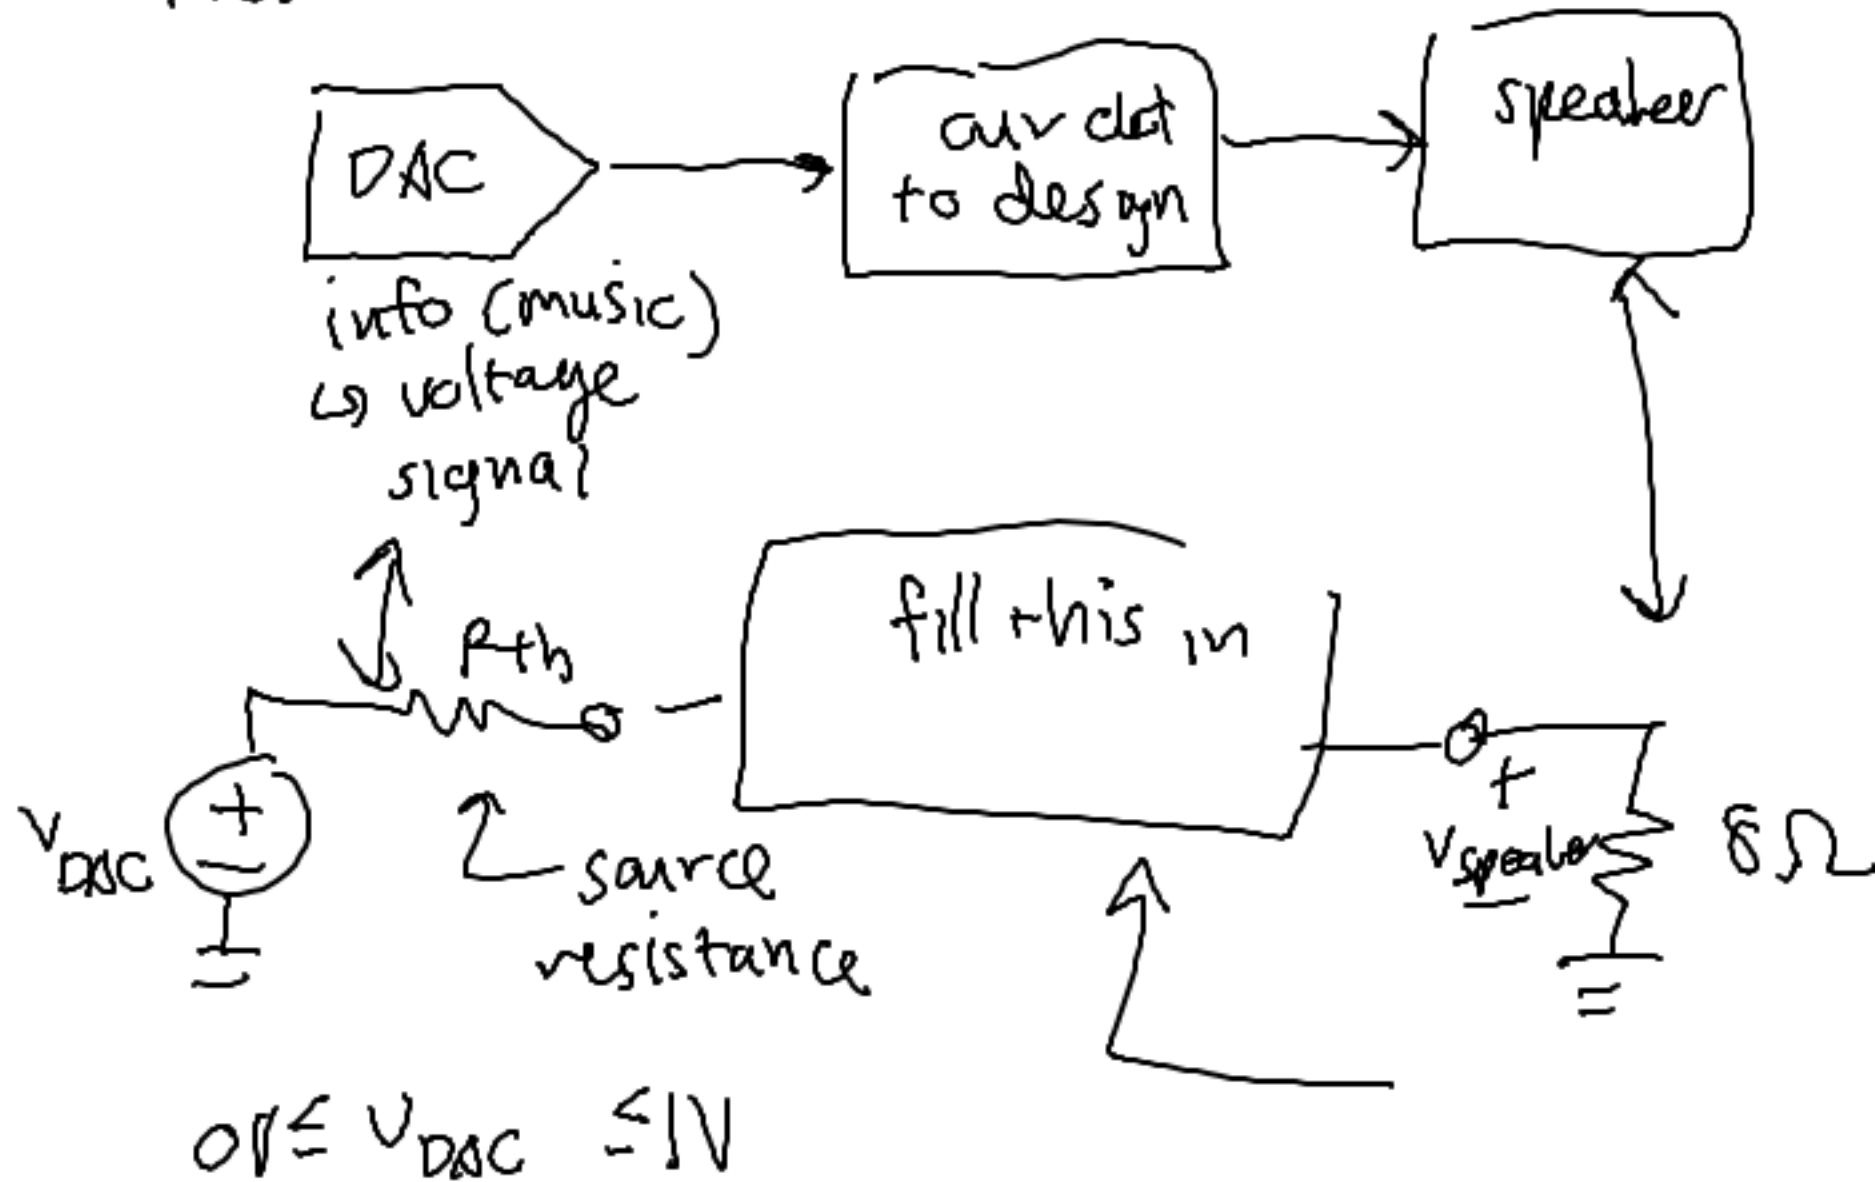 DAC
our ckt
to design
speaker
info (music)
↳ voltage
signal
Rth
fill this in
+
VDAC
source
resistance
+
Vspeaker
8Ω
0V ≤ VDAC ≤ 1V